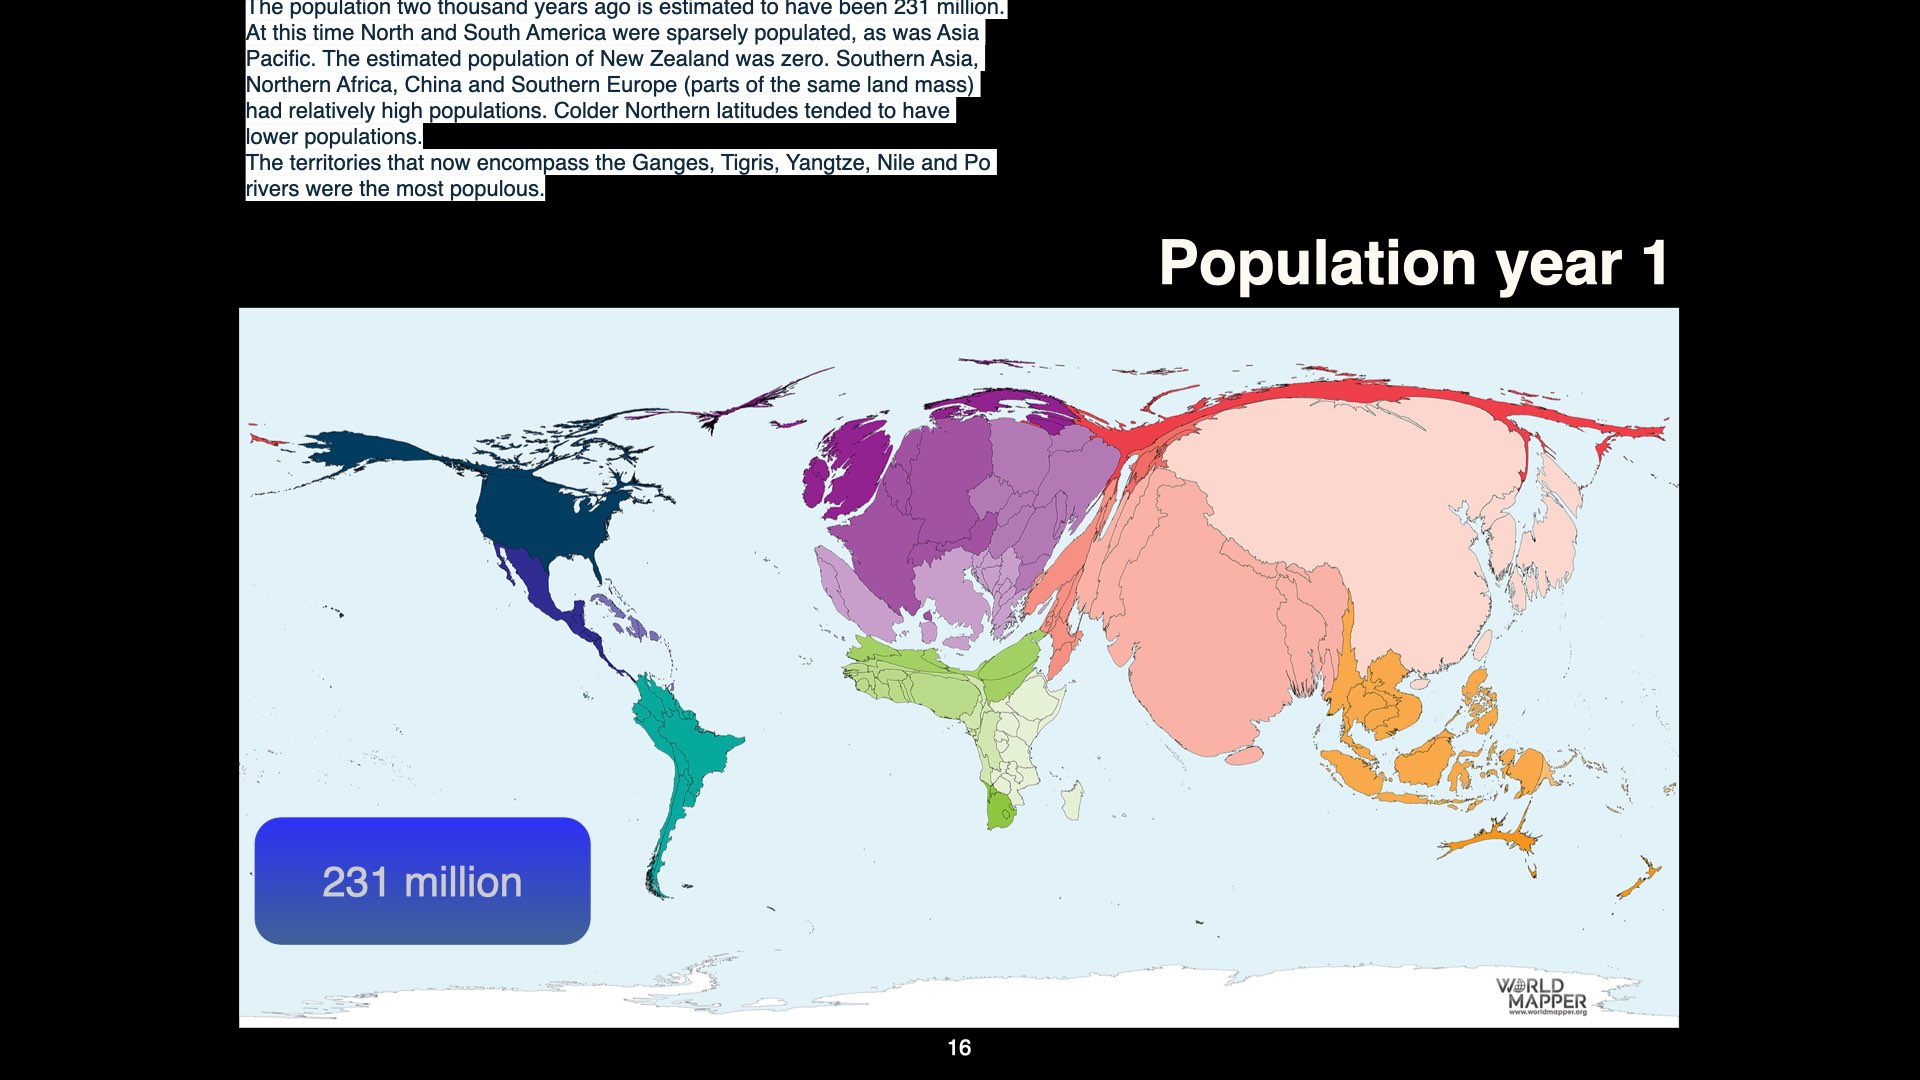 The population two thousand years ago is estimated to have been 231 million.
At this time North and South America were sparsely populated, as was Asia
Pacific. The estimated population of New Zealand was zero. Southern Asia,
Northern Africa, China and Southern Europe (parts of the same land mass)
had relatively high populations. Colder Northern latitudes tended to have
lower populations.
The territories that now encompass the Ganges, Tigris, Yangtze, Nile and Po
rivers were the most populous.
Population year 1
231 million
WORLD
MAPPER
www.worldmapper.org
16